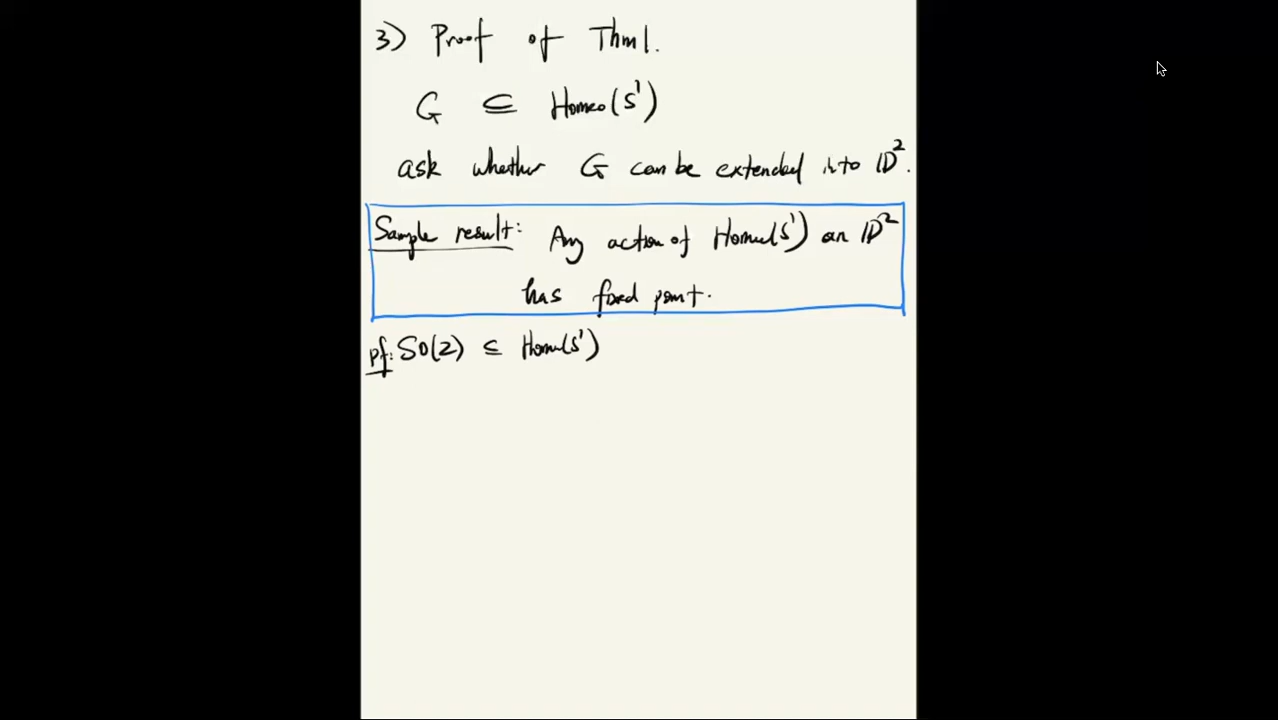 3) Proof of Thm1.
G ⊆ Homeo(S¹)
ask whether G can be extended into D².
Sample result: Any action of Homeo(S¹) on D²
has fixed point.
pf: SO(2) ⊆ Homeo(S¹)